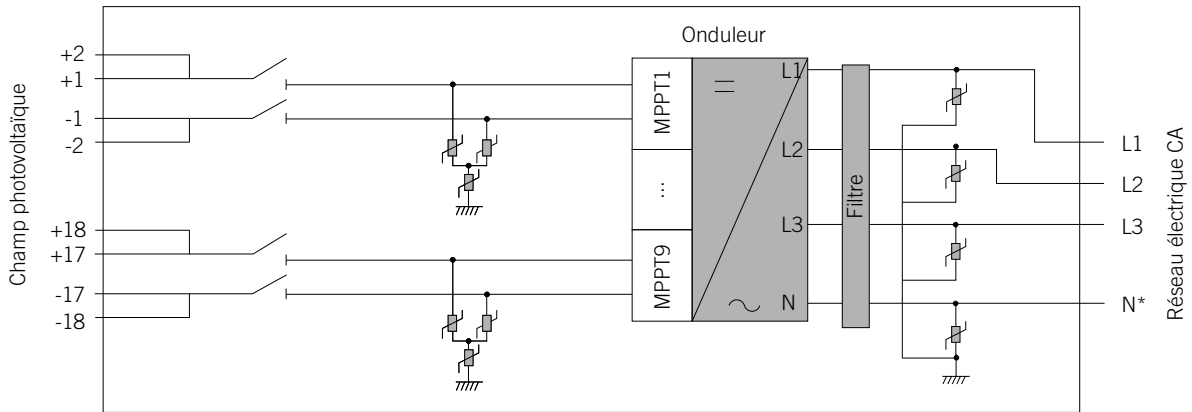 Onduleur
Champ photovoltaïque
+2
+1
-1
-2
+18
+17
-17
-18
MPPT1
...
MPPT9
L1
L2
L3
N
Filtre
L1
L2
L3
N*
Réseau électrique CA